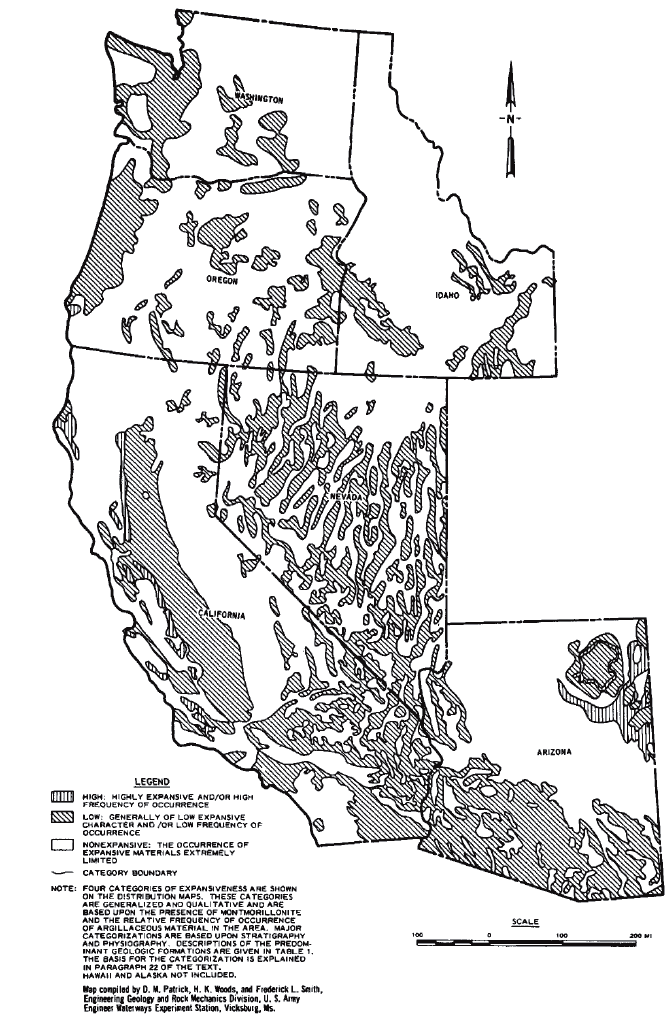 WASHINGTON
-N-
OREGON
IDAHO
NEVADA
CALIFORNIA
ARIZONA
LEGEND
HIGH: HIGHLY EXPANSIVE AND/OR HIGH
FREQUENCY OF OCCURRENCE
LOW: GENERALLY OF LOW EXPANSIVE
CHARACTER AND /OR LOW FREQUENCY OF
OCCURRENCE
NONEXPANSIVE: THE OCCURRENCE OF
EXPANSIVE MATERIALS EXTREMELY
LIMITED
CATEGORY BOUNDARY
NOTE: FOUR CATEGORIES OF EXPANSIVENESS ARE SHOWN
ON THE DISTRIBUTION MAPS. THESE CATEGORIES
ARE GENERALIZED AND QUALITATIVE AND ARE
BASED UPON THE PRESENCE OF MONTMORILLONITE
AND THE RELATIVE FREQUENCY OF OCCURRENCE
OF ARGILLACEOUS MATERIAL IN THE AREA. MAJOR
CATEGORIZATIONS ARE BASED UPON STRATIGRAPHY
AND PHYSIOGRAPHY. DESCRIPTIONS OF THE PREDOM-
INANT GEOLOGIC FORMATIONS ARE GIVEN IN TABLE 1.
THE BASIS FOR THE CATEGORIZATION IS EXPLAINED
IN PARAGRAPH 22 OF THE TEXT.
HAWAII AND ALASKA NOT INCLUDED.
Map compiled by D. M. Patrick, H. K. Woods, and Frederick L. Smith,
Engineering Geology and Rock Mechanics Division, U. S. Army
Engineer Waterways Experiment Station, Vicksburg, Ms.
SCALE
100 0 100 200 MI